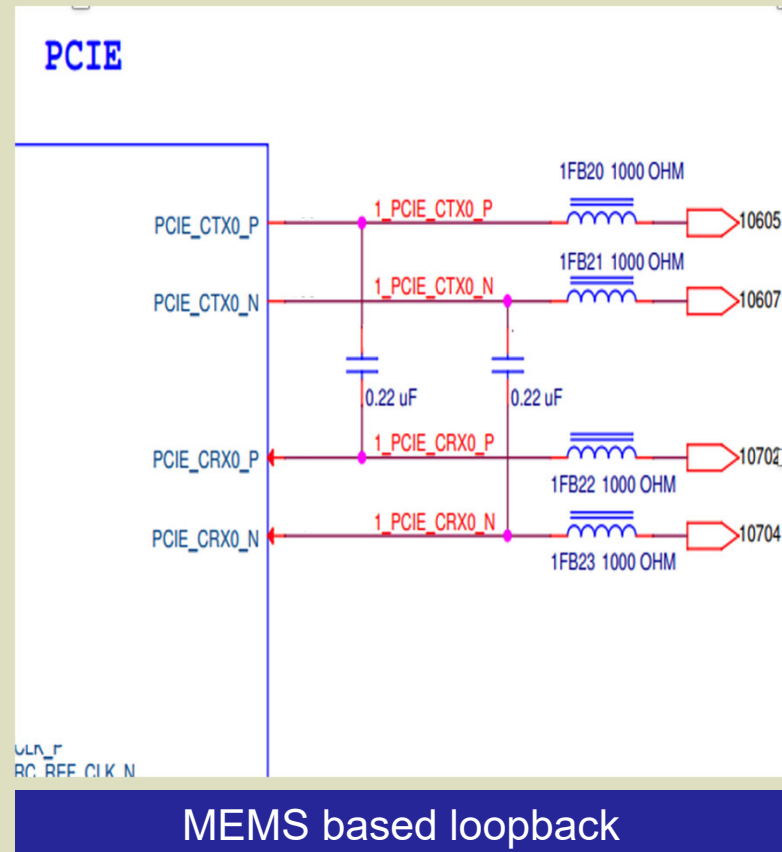 PCIE
1FB20 1000 OHM
PCIE_CTX0_P
1_PCIE_CTX0_P
10605
1FB21 1000 OHM
PCIE_CTX0_N
1_PCIE_CTX0_N
10607
0.22 uF
0.22 uF
PCIE_CRX0_P
1_PCIE_CRX0_P
10702
1FB22 1000 OHM
PCIE_CRX0_N
1_PCIE_CRX0_N
10704
1FB23 1000 OHM
MEMS based loopback